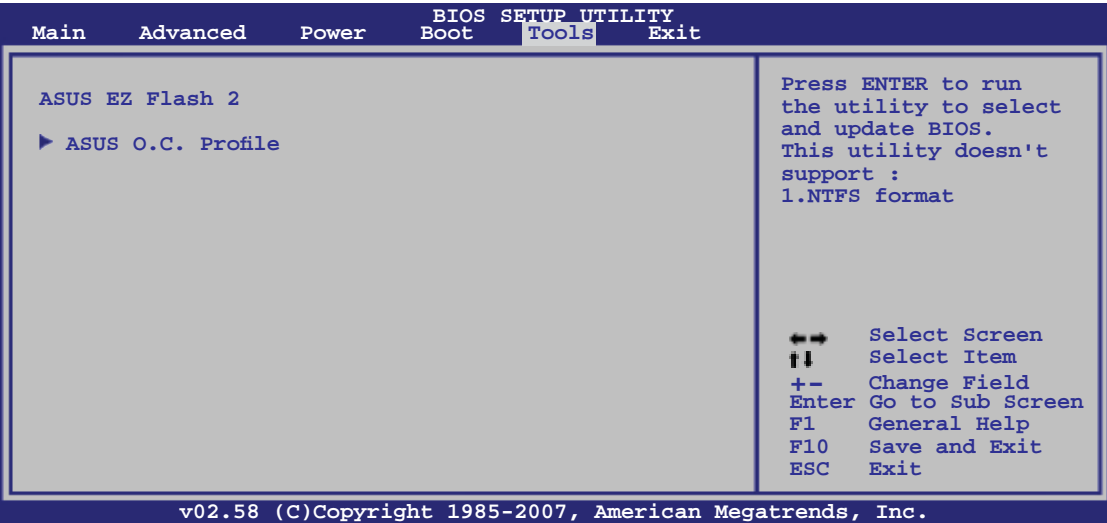 BIOS SETUP UTILITY
Main Advanced Power Boot Tools Exit
ASUS EZ Flash 2
ASUS O.C. Profile
Press ENTER to run
the utility to select
and update BIOS.
This utility doesn't
support :
1.NTFS format
Select Screen
Select Item
+- Change Field
Enter Go to Sub Screen
F1 General Help
F10 Save and Exit
ESC Exit
v02.58 (C)Copyright 1985-2007, American Megatrends, Inc.